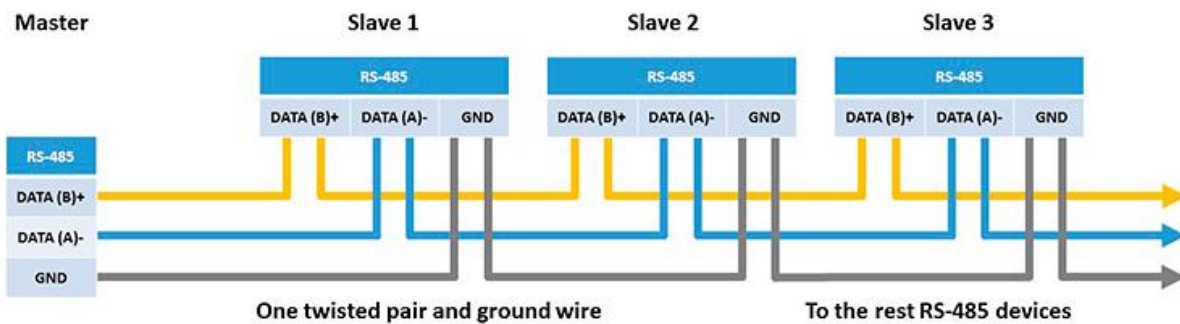 Master
Slave 1
Slave 2
Slave 3
RS-485
RS-485
RS-485
DATA (B)+ DATA (A)- GND
DATA (B)+ DATA (A)- GND
DATA (B)+ DATA (A)- GND
RS-485
DATA (B)+
DATA (A)-
GND
One twisted pair and ground wire
To the rest RS-485 devices